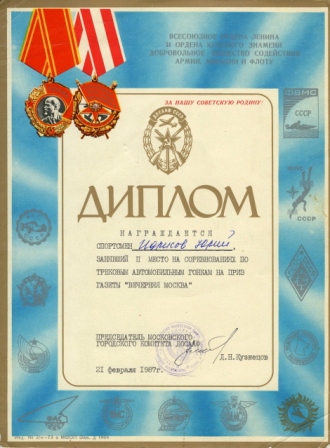 ВСЕСОЮЗНОЕ ОРДЕНА ЛЕНИНА
И ОРДЕНА КРАСНОГО ЗНАМЕНИ
ДОБРОВОЛЬНОЕ ОБЩЕСТВО СОДЕЙСТВИЯ
АРМИИ, АВИАЦИИ И ФЛОТУ
ЗА НАШУ СОВЕТСКУЮ РОДИНУ!
СССР
СССР
ДИПЛОМ
НАГРАЖДАЕТСЯ
СПОРТСМЕН Юрий
ЗАНЯВШИЙ II МЕСТО НА СОРЕВНОВАНИЯХ ПО
ТРЕКОВЫМ АВТОМОБИЛЬНЫМ ГОНКАМ НА ПРИЗ
ГАЗЕТЫ "ВЕЧЕРНЯЯ МОСКВА"
ПРЕДСЕДАТЕЛЬ МОСКОВСКОГО
ГОРОДСКОГО КОМИТЕТА ДОСААФ
Д.Н.Кузнецов
21 февраля 1987г.